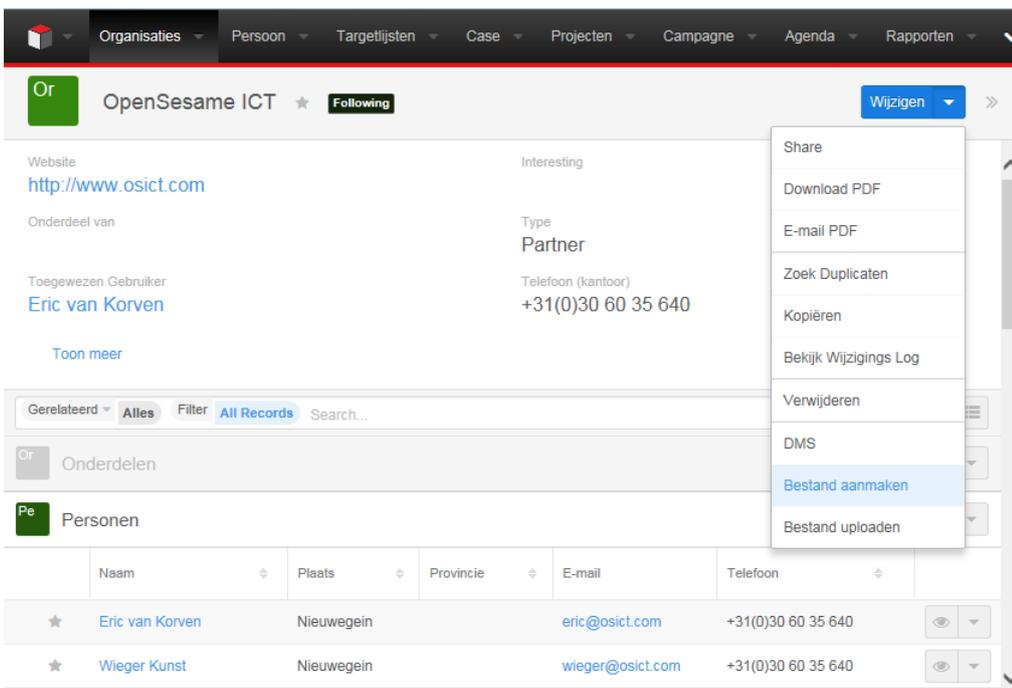 Organisaties Persoon Targetlijsten Case Projecten Campagne Agenda Rapporten
Or
OpenSesame ICT Following Wijzigen
Share
Download PDF
E-mail PDF
Zoek Duplicaten
Kopiëren
Bekijk Wijzigings Log
Verwijderen
DMS
Bestand aanmaken
Bestand uploaden
Website Interesting
http://www.osict.com
Onderdeel van Type
Partner
Toegewezen Gebruiker Telefoon (kantoor)
Eric van Korven +31(0)30 60 35 640
Toon meer
Gerelateerd Alles Filter All Records Search...
Or Onderdelen
Pe Personen
Naam Plaats Provincie E-mail Telefoon
Eric van Korven Nieuwegein eric@osict.com +31(0)30 60 35 640
Wieger Kunst Nieuwegein wieger@osict.com +31(0)30 60 35 640